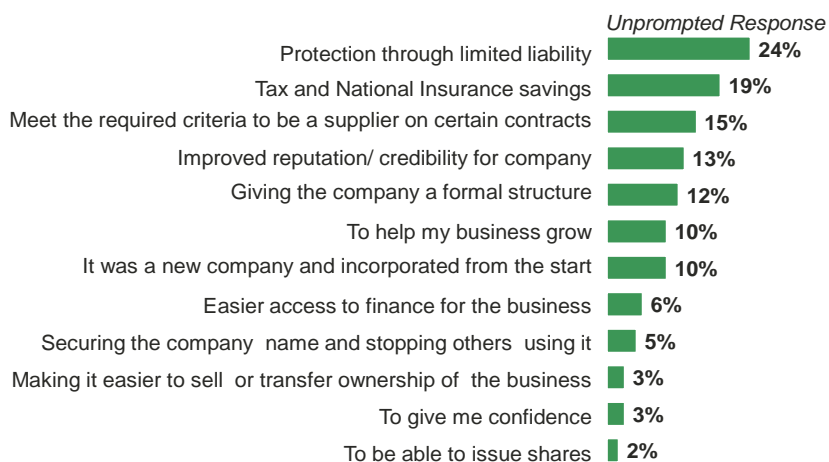 Unprompted Response
Protection through limited liability 24%
Tax and National Insurance savings 19%
Meet the required criteria to be a supplier on certain contracts 15%
Improved reputation/ credibility for company 13%
Giving the company a formal structure 12%
To help my business grow 10%
It was a new company and incorporated from the start 10%
Easier access to finance for the business 6%
Securing the company name and stopping others using it 5%
Making it easier to sell or transfer ownership of the business 3%
To give me confidence 3%
To be able to issue shares 2%